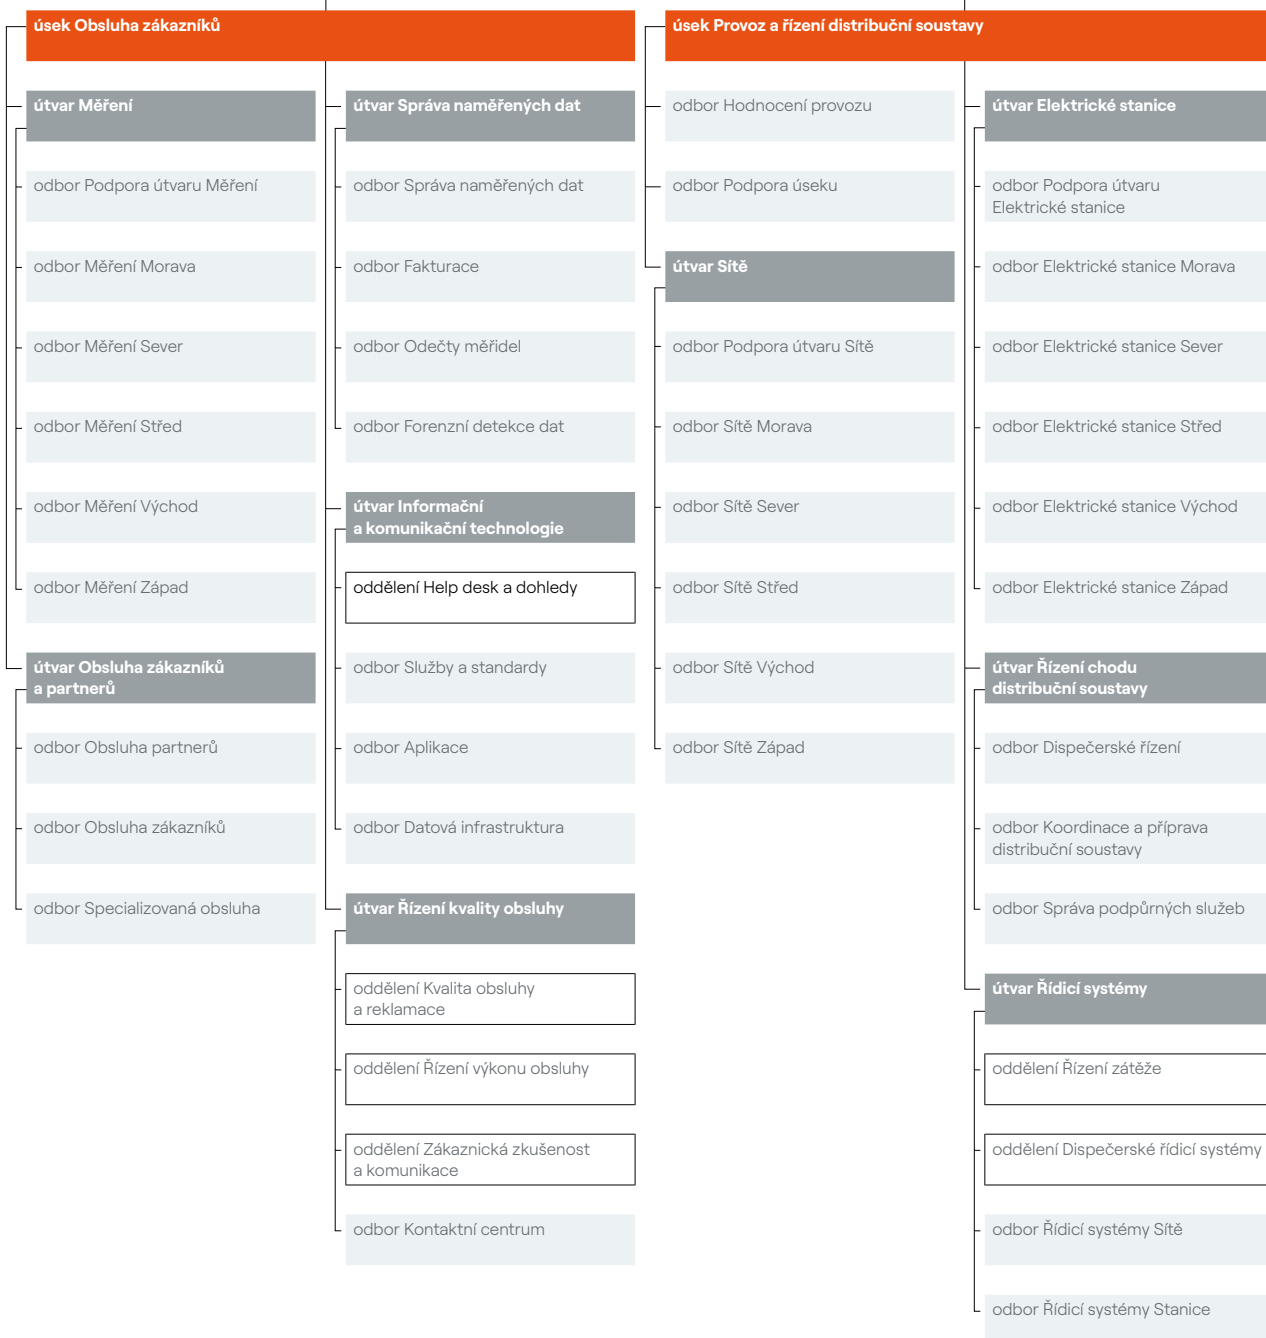 úsek Obsluha zákazníků
útvar Měření
odbor Podpora útvaru Měření
odbor Měření Morava
odbor Měření Sever
odbor Měření Střed
odbor Měření Východ
odbor Měření Západ
útvar Obsluha zákazníků
a partnerů
odbor Obsluha partnerů
odbor Obsluha zákazníků
odbor Specializovaná obsluha
útvar Správa naměřených dat
odbor Správa naměřených dat
odbor Fakturace
odbor Odečty měřidel
odbor Forenzní detekce dat
útvar Informační
a komunikační technologie
oddělení Help desk a dohledy
odbor Služby a standardy
odbor Aplikace
odbor Datová infrastruktura
útvar Řízení kvality obsluhy
oddělení Kvalita obsluhy
a reklamace
oddělení Řízení výkonu obsluhy
oddělení Zákaznická zkušenost
a komunikace
odbor Kontaktní centrum
úsek Provoz a řízení distribuční soustavy
odbor Hodnocení provozu
odbor Podpora úseku
útvar Sítě
odbor Podpora útvaru Sítě
odbor Sítě Morava
odbor Sítě Sever
odbor Sítě Střed
odbor Sítě Východ
odbor Sítě Západ
útvar Elektrické stanice
odbor Podpora útvaru
Elektrické stanice
odbor Elektrické stanice Morava
odbor Elektrické stanice Sever
odbor Elektrické stanice Střed
odbor Elektrické stanice Východ
odbor Elektrické stanice Západ
útvar Řízení chodu
distribuční soustavy
odbor Dispečerské řízení
odbor Koordinace a příprava
distribuční soustavy
odbor Správa podpůrných služeb
útvar Řídicí systémy
oddělení Řízení zátěže
oddělení Dispečerské řídicí systémy
odbor Řídicí systémy Sítě
odbor Řídicí systémy Stanice